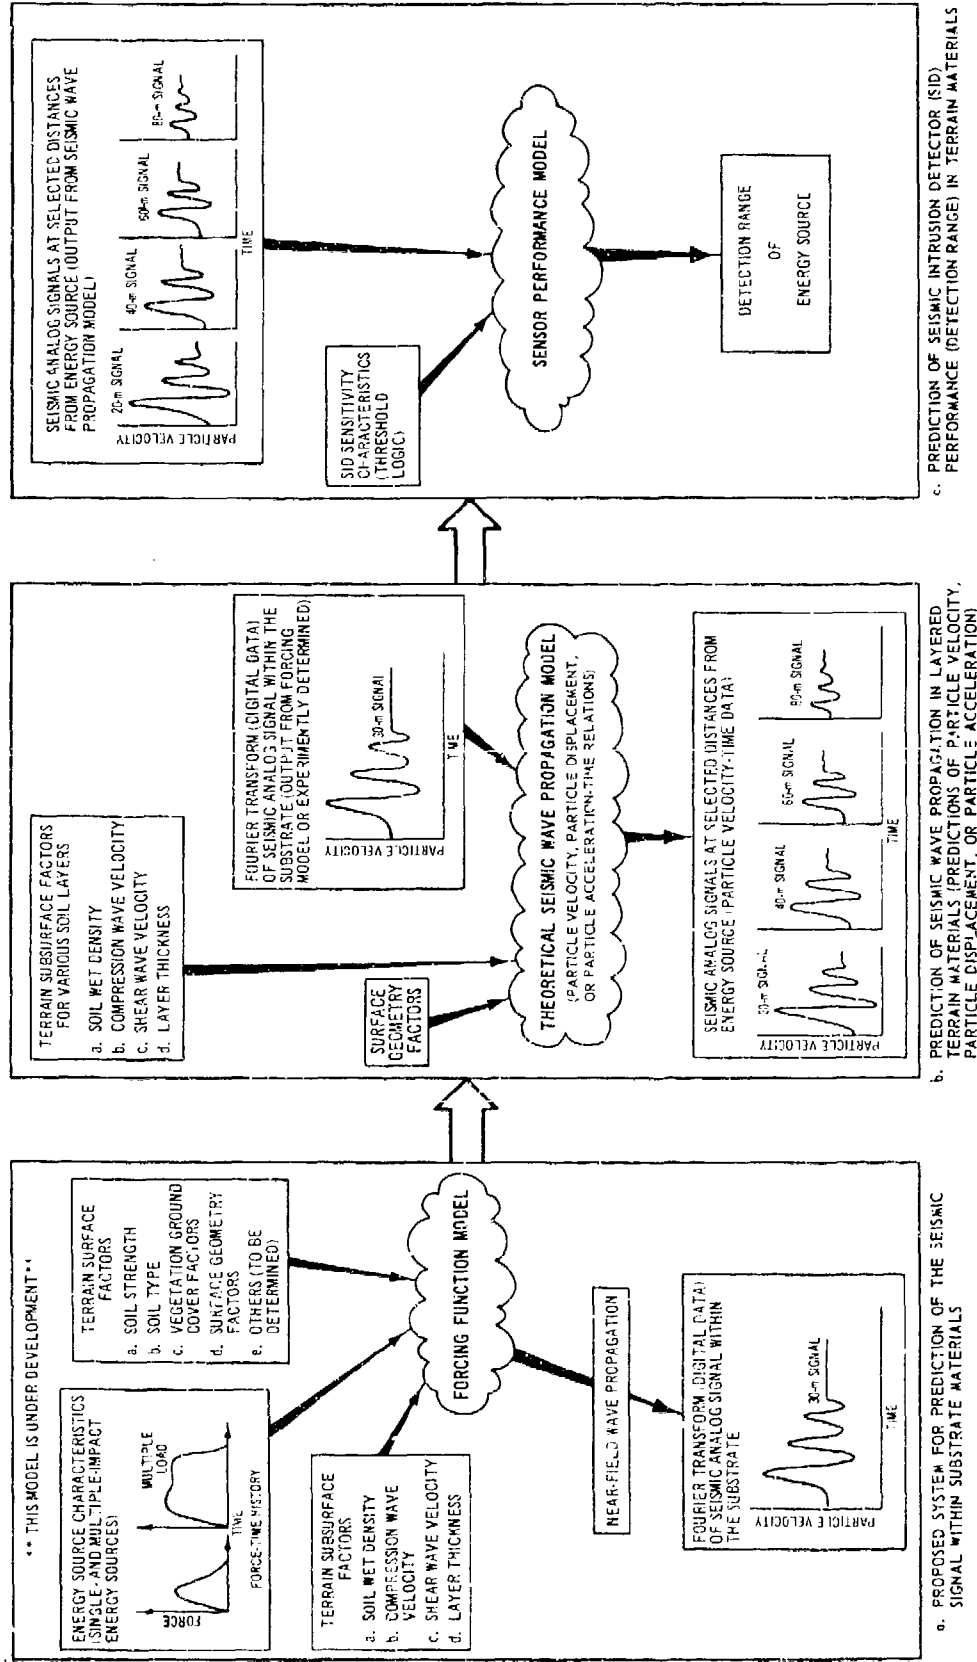 ** THIS MODEL IS UNDER DEVELOPMENT **
ENERGY SOURCE CHARACTERISTICS
(SINGLE- AND MULTIPLE-IMPACT
ENERGY SOURCES)
FORCE
MULTIPLE
LOAD
TIME
FORCE-TIME HISTORY
TERRAIN SURFACE
FACTORS
a. SOIL STRENGTH
b. SOIL TYPE
c. VEGETATION GROUND
COVER FACTORS
d. SURFACE GEOMETRY
FACTORS
e. OTHERS (TO BE
DETERMINED)
TERRAIN SUBSURFACE
FACTORS
a. SOIL WET DENSITY
b. COMPRESSION WAVE
VELOCITY
c. SHEAR WAVE VELOCITY
d. LAYER THICKNESS
FORCING FUNCTION MODEL
NEAR-FIELD WAVE PROPAGATION
FOURIER TRANSFORM (DIGITAL DATA)
OF SEISMIC ANALOG SIGNAL WITHIN
THE SUBSTRATE
PARTICLE VELOCITY
30-m SIGNAL
TIME
a. PROPOSED SYSTEM FOR PREDICTION OF THE SEISMIC
SIGNAL WITHIN SUBSTRATE MATERIALS
TERRAIN SUBSURFACE FACTORS
FOR VARIOUS SOIL LAYERS
a. SOIL WET DENSITY
b. COMPRESSION WAVE VELOCITY
c. SHEAR WAVE VELOCITY
d. LAYER THICKNESS
SURFACE
GEOMETRY
FACTORS
FOURIER TRANSFORM (DIGITAL DATA)
OF SEISMIC ANALOG SIGNAL WITHIN THE
SUBSTRATE (OUTPUT FROM FORCING
MODEL OR EXPERIMENTLY DETERMINED)
PARTICLE VELOCITY
30-m SIGNAL
TIME
THEORETICAL SEISMIC WAVE PROPAGATION MODEL
(PARTICLE VELOCITY, PARTICLE DISPLACEMENT,
OR PARTICLE ACCELERATION-TIME RELATIONS)
SEISMIC ANALOG SIGNALS AT SELECTED DISTANCES FROM
ENERGY SOURCE (PARTICLE VELOCITY-TIME DATA)
PARTICLE VELOCITY
SIGNAL
40-m SIGNAL
60-m SIGNAL
80-m SIGNAL
TIME
b. PREDICTION OF SEISMIC WAVE PROPAGATION IN LAYERED
TERRAIN MATERIALS (PREDICTIONS OF PARTICLE VELOCITY,
PARTICLE DISPLACEMENT, OR PARTICLE ACCELERATION)
SEISMIC ANALOG SIGNALS AT SELECTED DISTANCES
FROM ENERGY SOURCE (OUTPUT FROM SEISMIC WAVE
PROPAGATION MODEL)
PARTICLE VELOCITY
20-m SIGNAL
40-m SIGNAL
60-m SIGNAL
80-m SIGNAL
TIME
SID SENSITIVITY
CHARACTERISTICS
(THRESHOLD
LOGIC)
SENSOR PERFORMANCE MODEL
DETECTION RANGE
OF
ENERGY SOURCE
c. PREDICTION OF SEISMIC INTRUSION DETECTOR (SID)
PERFORMANCE (DETECTION RANGE) IN TERRAIN MATERIALS